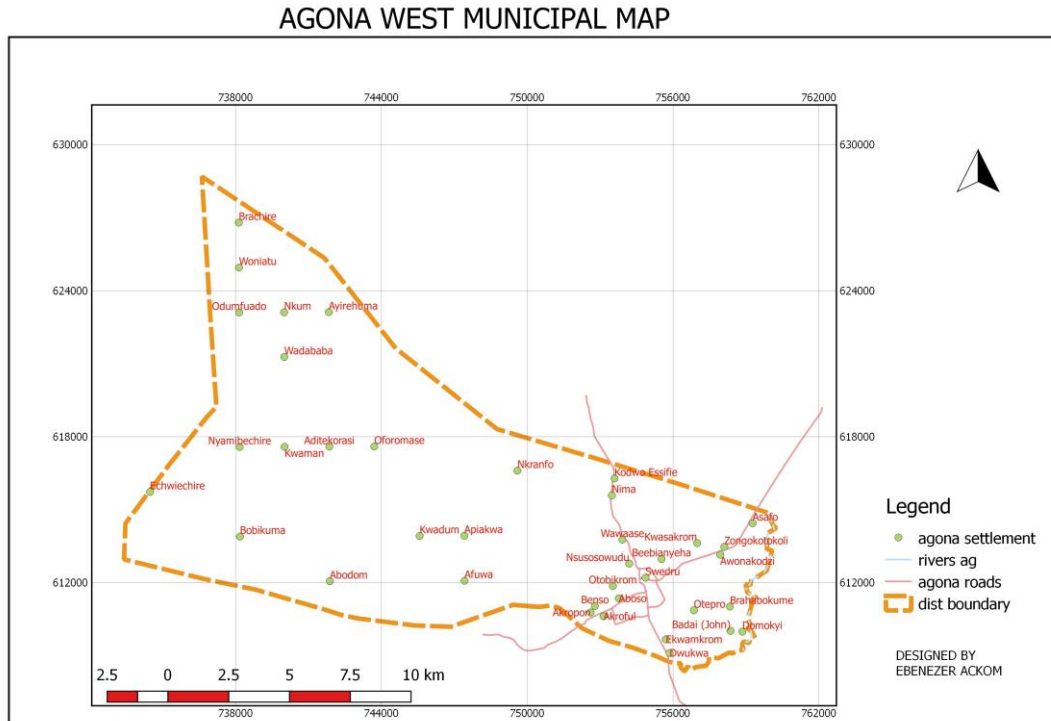 AGONA WEST MUNICIPAL MAP
738000 744000 750000 756000 762000
630000 630000
Brachire
Woniatu
624000 624000
Odumfuado Nkum Ayirehuma
Wadababa
618000 618000
Nyamibechire Aditekorasi Oforomase
Kwaman
Nkranfo
Kodwo Essifie
Echwiechire
Nima
Asafo
Bobikuma Kwadum Apiakwa Wawaase Kwasakrom
Zongokotokoli
Nsusosowudu Beebianyeha Awonakodzi
612000 612000
Abodom Afuwa Swedru
Otobikrom
Benso Aboso Otepro Brahabokume
Akropon Akroful
Badai (John) Domokyi
Ekwamkrom
Dwukwa
2.5 0 2.5 5 7.5 10 km
738000 744000 750000 756000 762000
Legend
agona settlement
rivers ag
agona roads
dist boundary
DESIGNED BY
EBENEZER ACKOM